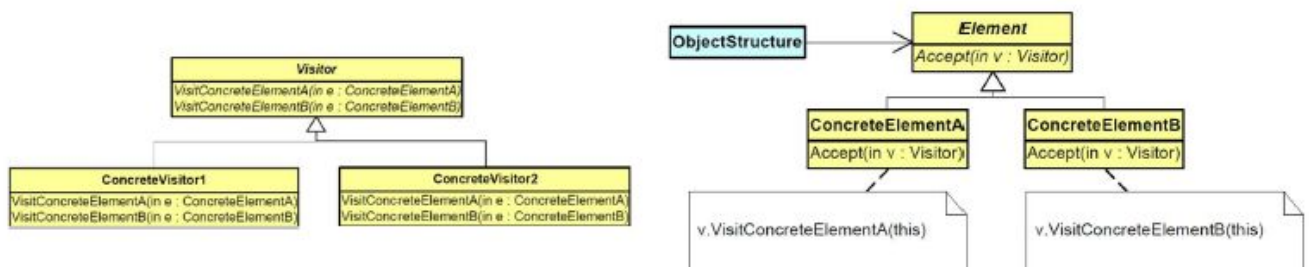 Visitor
VisitConcreteElementA(in e : ConcreteElementA)
VisitConcreteElementB(in e : ConcreteElementB)
ConcreteVisitor1
VisitConcreteElementA(in e : ConcreteElementA)
VisitConcreteElementB(in e : ConcreteElementB)
ConcreteVisitor2
VisitConcreteElementA(in e : ConcreteElementA)
VisitConcreteElementB(in e : ConcreteElementB)
ObjectStructure
Element
Accept(in v : Visitor)
ConcreteElementA
Accept(in v : Visitor)
ConcreteElementB
Accept(in v : Visitor)
v.VisitConcreteElementA(this)
v.VisitConcreteElementB(this)